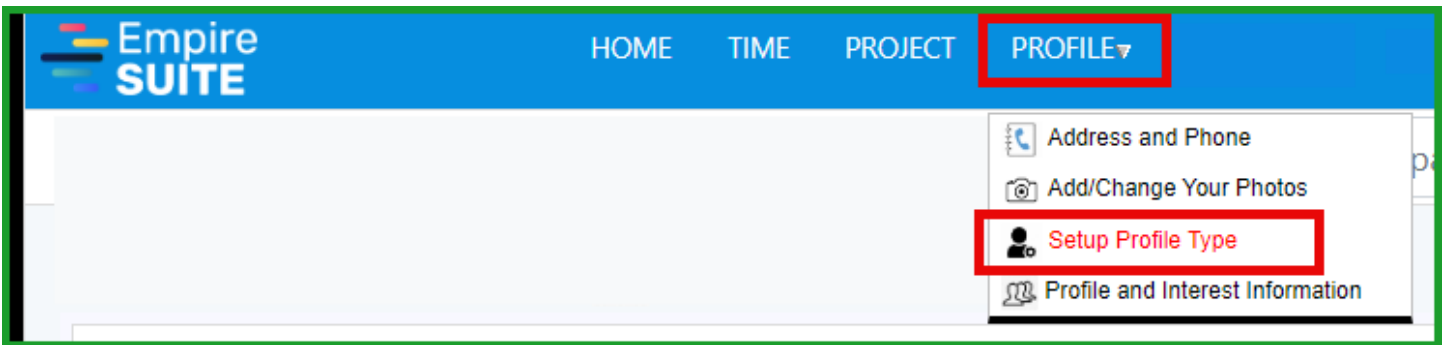 Empire
SUITE
HOME TIME PROJECT PROFILE
Address and Phone
Add/Change Your Photos
Setup Profile Type
Profile and Interest Information